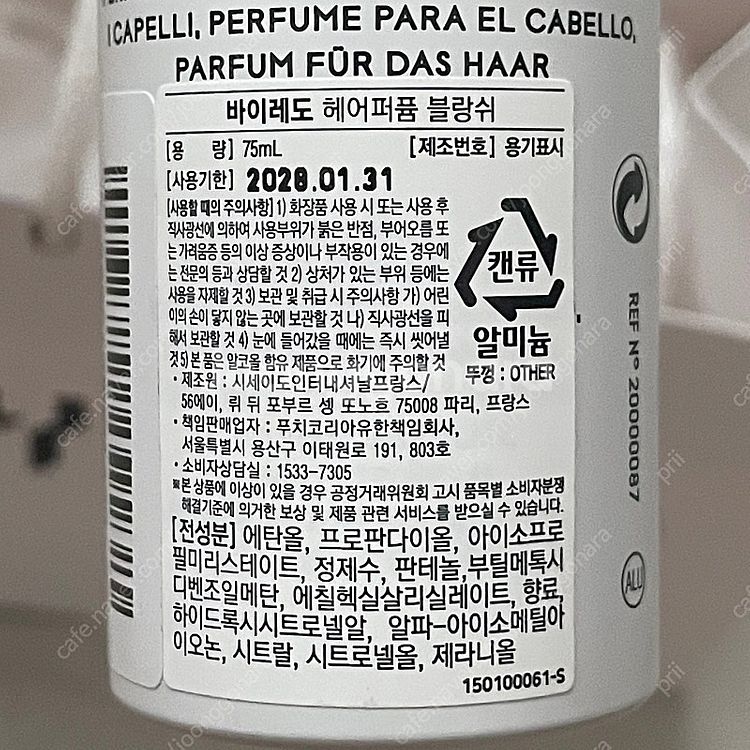 I CAPELLI, PERFUME PARA EL CABELLO,
PARFUM FÜR DAS HAAR
바이레도 헤어퍼퓸 블랑쉬
[용 량] 75mL [제조번호] 용기표시
[사용기한] 2028.01.31
[사용할 때의 주의사항] 1) 화장품 사용 시 또는 사용 후
직사광선에 의하여 사용부위가 붉은 반점, 부어오름 또
는 가려움증 등의 이상 증상이나 부작용이 있는 경우에
는 전문의 등과 상담할 것 2) 상처가 있는 부위 등에는
사용을 자제할 것 3) 보관 및 취급 시 주의사항 가) 어린
이의 손이 닿지 않는 곳에 보관할 것 나) 직사광선을 피
해서 보관할 것 4) 눈에 들어갔을 때에는 즉시 씻어낼
것 5) 본 품은 알코올 함유 제품으로 화기에 주의할 것
캔류
알미늄
뚜껑 : OTHER
· 제조원 : 시세이도인터내셔날프랑스/
56에이, 뤼 뒤 포부르 셍 또노흐 75008 파리, 프랑스
· 책임판매업자 : 푸치코리아유한책임회사,
서울특별시 용산구 이태원로 191, 803호
· 소비자상담실 : 1533-7305
※본 상품에 이상이 있을 경우 공정거래위원회 고시 품목별 소비자분쟁
해결기준에 의거한 보상 및 제품 관련 서비스를 받으실 수 있습니다.
[전성분] 에탄올, 프로판다이올, 아이소프로
필미리스테이트, 정제수, 판테놀,부틸메톡시
디벤조일메탄, 에칠헥실살리실레이트, 향료,
하이드록시시트로넬알, 알파-아이소메틸아
이오논, 시트랄, 시트로넬올, 제라니올
150100061-S
REF N° 20000087
ALU